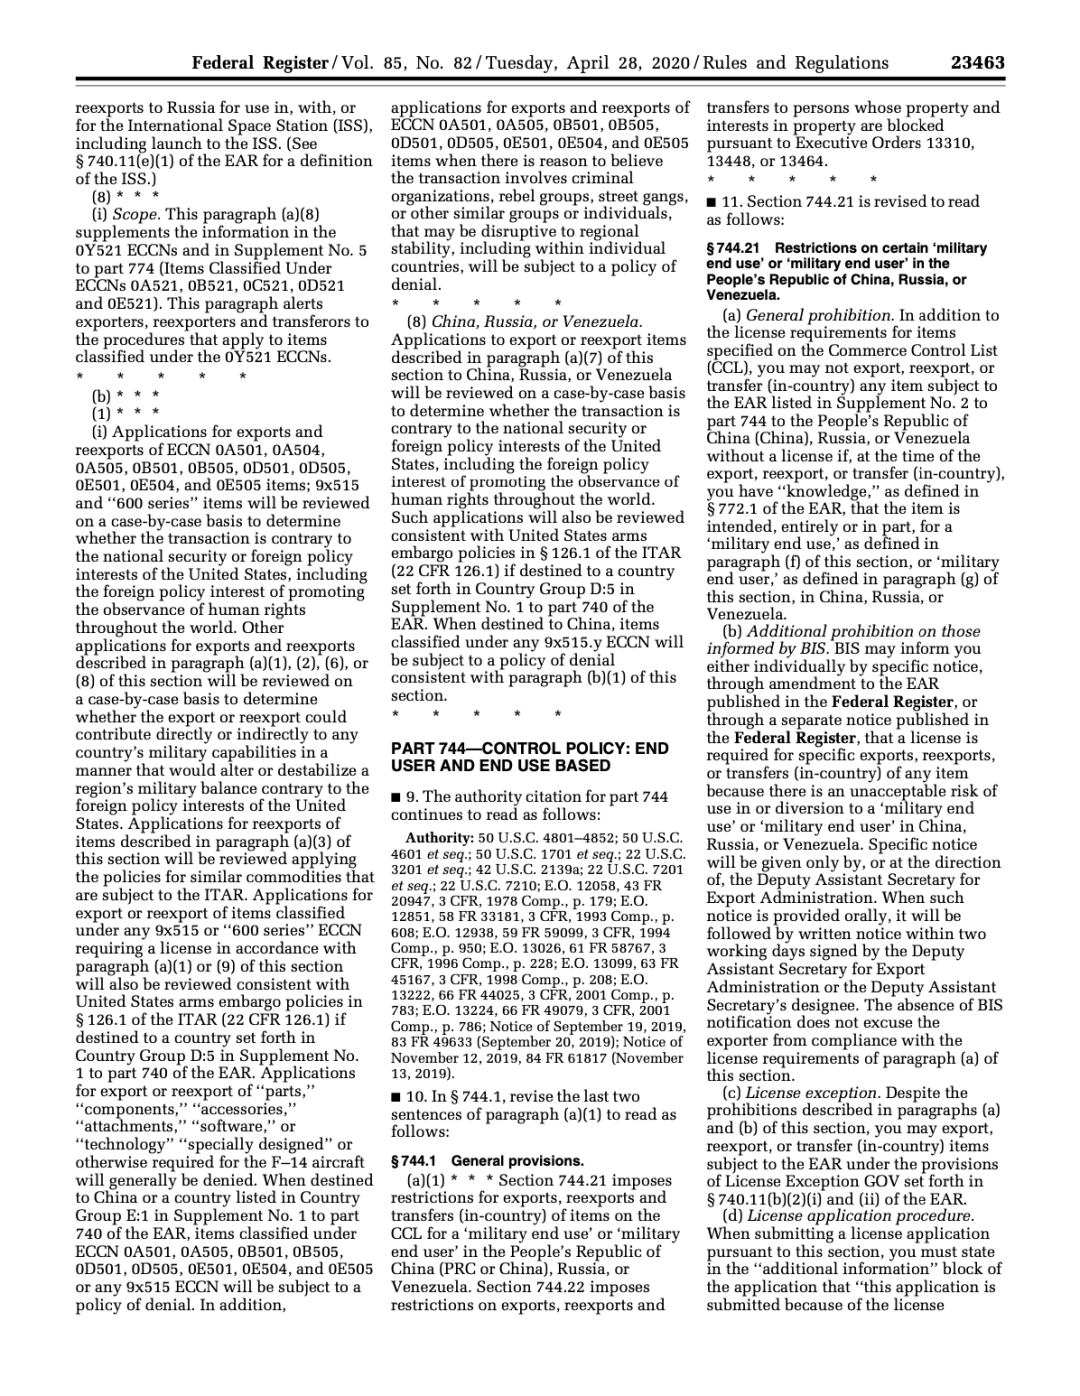 Federal Register / Vol. 85, No. 82 / Tuesday, April 28, 2020 / Rules and Regulations 23463
reexports to Russia for use in, with, or
for the International Space Station (ISS),
including launch to the ISS. (See
§ 740.11(e)(1) of the EAR for a definition
of the ISS.)
(8) * * *
(i) Scope. This paragraph (a)(8)
supplements the information in the
0Y521 ECCNs and in Supplement No. 5
to part 774 (Items Classified Under
ECCNs 0A521, 0B521, 0C521, 0D521
and 0E521). This paragraph alerts
exporters, reexporters and transferors to
the procedures that apply to items
classified under the 0Y521 ECCNs.
* * * * *
(b) * * *
(1) * * *
(i) Applications for exports and
reexports of ECCN 0A501, 0A504,
0A505, 0B501, 0B505, 0D501, 0D505,
0E501, 0E504, and 0E505 items; 9x515
and ‘‘600 series’’ items will be reviewed
on a case-by-case basis to determine
whether the transaction is contrary to
the national security or foreign policy
interests of the United States, including
the foreign policy interest of promoting
the observance of human rights
throughout the world. Other
applications for exports and reexports
described in paragraph (a)(1), (2), (6), or
(8) of this section will be reviewed on
a case-by-case basis to determine
whether the export or reexport could
contribute directly or indirectly to any
country’s military capabilities in a
manner that would alter or destabilize a
region’s military balance contrary to the
foreign policy interests of the United
States. Applications for reexports of
items described in paragraph (a)(3) of
this section will be reviewed applying
the policies for similar commodities that
are subject to the ITAR. Applications for
export or reexport of items classified
under any 9x515 or ‘‘600 series’’ ECCN
requiring a license in accordance with
paragraph (a)(1) or (9) of this section
will also be reviewed consistent with
United States arms embargo policies in
§ 126.1 of the ITAR (22 CFR 126.1) if
destined to a country set forth in
Country Group D:5 in Supplement No.
1 to part 740 of the EAR. Applications
for export or reexport of ‘‘parts,’’
‘‘components,’’ ‘‘accessories,’’
‘‘attachments,’’ ‘‘software,’’ or
‘‘technology’’ ‘‘specially designed’’ or
otherwise required for the F–14 aircraft
will generally be denied. When destined
to China or a country listed in Country
Group E:1 in Supplement No. 1 to part
740 of the EAR, items classified under
ECCN 0A501, 0A505, 0B501, 0B505,
0D501, 0D505, 0E501, 0E504, and 0E505
or any 9x515 ECCN will be subject to a
policy of denial. In addition,
applications for exports and reexports of
ECCN 0A501, 0A505, 0B501, 0B505,
0D501, 0D505, 0E501, 0E504, and 0E505
items when there is reason to believe
the transaction involves criminal
organizations, rebel groups, street gangs,
or other similar groups or individuals,
that may be disruptive to regional
stability, including within individual
countries, will be subject to a policy of
denial.
* * * * *
(8) China, Russia, or Venezuela.
Applications to export or reexport items
described in paragraph (a)(7) of this
section to China, Russia, or Venezuela
will be reviewed on a case-by-case basis
to determine whether the transaction is
contrary to the national security or
foreign policy interests of the United
States, including the foreign policy
interest of promoting the observance of
human rights throughout the world.
Such applications will also be reviewed
consistent with United States arms
embargo policies in § 126.1 of the ITAR
(22 CFR 126.1) if destined to a country
set forth in Country Group D:5 in
Supplement No. 1 to part 740 of the
EAR. When destined to China, items
classified under any 9x515.y ECCN will
be subject to a policy of denial
consistent with paragraph (b)(1) of this
section.
* * * * *
PART 744—CONTROL POLICY: END
USER AND END USE BASED
■ 9. The authority citation for part 744
continues to read as follows:
Authority: 50 U.S.C. 4801–4852; 50 U.S.C.
4601 et seq.; 50 U.S.C. 1701 et seq.; 22 U.S.C.
3201 et seq.; 42 U.S.C. 2139a; 22 U.S.C. 7201
et seq.; 22 U.S.C. 7210; E.O. 12058, 43 FR
20947, 3 CFR, 1978 Comp., p. 179; E.O.
12851, 58 FR 33181, 3 CFR, 1993 Comp., p.
608; E.O. 12938, 59 FR 59099, 3 CFR, 1994
Comp., p. 950; E.O. 13026, 61 FR 58767, 3
CFR, 1996 Comp., p. 228; E.O. 13099, 63 FR
45167, 3 CFR, 1998 Comp., p. 208; E.O.
13222, 66 FR 44025, 3 CFR, 2001 Comp., p.
783; E.O. 13224, 66 FR 49079, 3 CFR, 2001
Comp., p. 786; Notice of September 19, 2019,
83 FR 49633 (September 20, 2019); Notice of
November 12, 2019, 84 FR 61817 (November
13, 2019).
■ 10. In § 744.1, revise the last two
sentences of paragraph (a)(1) to read as
follows:
§ 744.1 General provisions.
(a)(1) * * * Section 744.21 imposes
restrictions for exports, reexports and
transfers (in-country) of items on the
CCL for a ‘military end use’ or ‘military
end user’ in the People’s Republic of
China (PRC or China), Russia, or
Venezuela. Section 744.22 imposes
restrictions on exports, reexports and
transfers to persons whose property and
interests in property are blocked
pursuant to Executive Orders 13310,
13448, or 13464.
* * * * *
■ 11. Section 744.21 is revised to read
as follows:
§ 744.21 Restrictions on certain ‘military
end use’ or ‘military end user’ in the
People’s Republic of China, Russia, or
Venezuela.
(a) General prohibition. In addition to
the license requirements for items
specified on the Commerce Control List
(CCL), you may not export, reexport, or
transfer (in-country) any item subject to
the EAR listed in Supplement No. 2 to
part 744 to the People’s Republic of
China (China), Russia, or Venezuela
without a license if, at the time of the
export, reexport, or transfer (in-country),
you have ‘‘knowledge,’’ as defined in
§ 772.1 of the EAR, that the item is
intended, entirely or in part, for a
‘military end use,’ as defined in
paragraph (f) of this section, or ‘military
end user,’ as defined in paragraph (g) of
this section, in China, Russia, or
Venezuela.
(b) Additional prohibition on those
informed by BIS. BIS may inform you
either individually by specific notice,
through amendment to the EAR
published in the Federal Register, or
through a separate notice published in
the Federal Register, that a license is
required for specific exports, reexports,
or transfers (in-country) of any item
because there is an unacceptable risk of
use in or diversion to a ‘military end
use’ or ‘military end user’ in China,
Russia, or Venezuela. Specific notice
will be given only by, or at the direction
of, the Deputy Assistant Secretary for
Export Administration. When such
notice is provided orally, it will be
followed by written notice within two
working days signed by the Deputy
Assistant Secretary for Export
Administration or the Deputy Assistant
Secretary’s designee. The absence of BIS
notification does not excuse the
exporter from compliance with the
license requirements of paragraph (a) of
this section.
(c) License exception. Despite the
prohibitions described in paragraphs (a)
and (b) of this section, you may export,
reexport, or transfer (in-country) items
subject to the EAR under the provisions
of License Exception GOV set forth in
§ 740.11(b)(2)(i) and (ii) of the EAR.
(d) License application procedure.
When submitting a license application
pursuant to this section, you must state
in the ‘‘additional information’’ block of
the application that ‘‘this application is
submitted because of the license